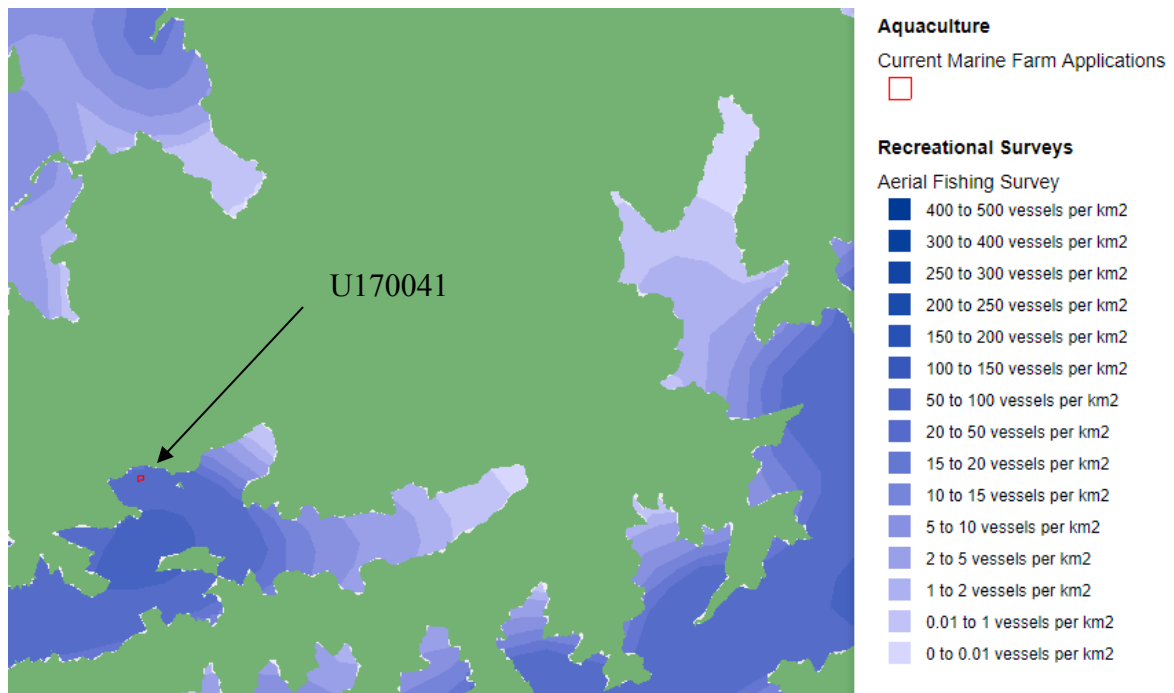 U170041
Aquaculture
Current Marine Farm Applications
Recreational Surveys
Aerial Fishing Survey
400 to 500 vessels per km2
300 to 400 vessels per km2
250 to 300 vessels per km2
200 to 250 vessels per km2
150 to 200 vessels per km2
100 to 150 vessels per km2
50 to 100 vessels per km2
20 to 50 vessels per km2
15 to 20 vessels per km2
10 to 15 vessels per km2
5 to 10 vessels per km2
2 to 5 vessels per km2
1 to 2 vessels per km2
0.01 to 1 vessels per km2
0 to 0.01 vessels per km2